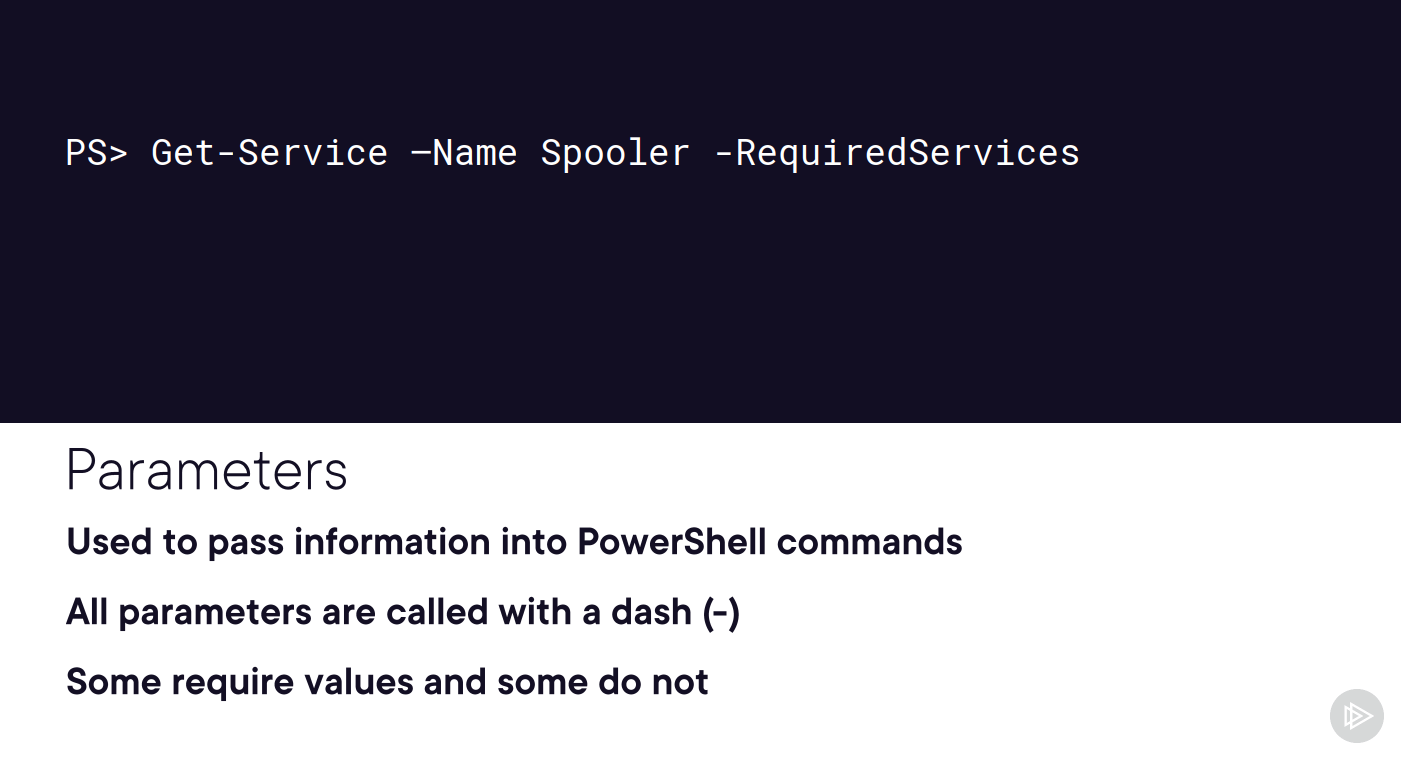 PS> Get-Service –Name Spooler -RequiredServices
Parameters
Used to pass information into PowerShell commands
All parameters are called with a dash (-)
Some require values and some do not